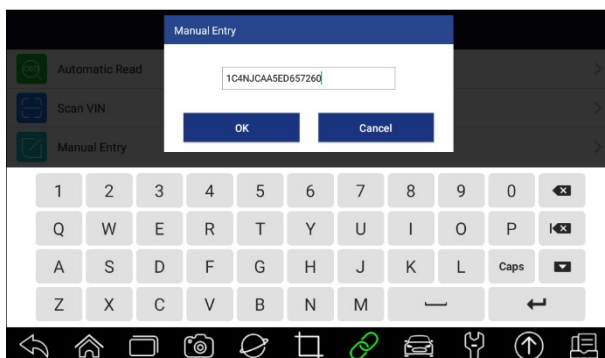 Manual Entry
1C4NJCAA5ED657260
OK Cancel
Automatic Read
Scan VIN
Manual Entry
1 2 3 4 5 6 7 8 9 0
Q W E R T Y U I O P
A S D F G H J K L Caps
Z X C V B N M